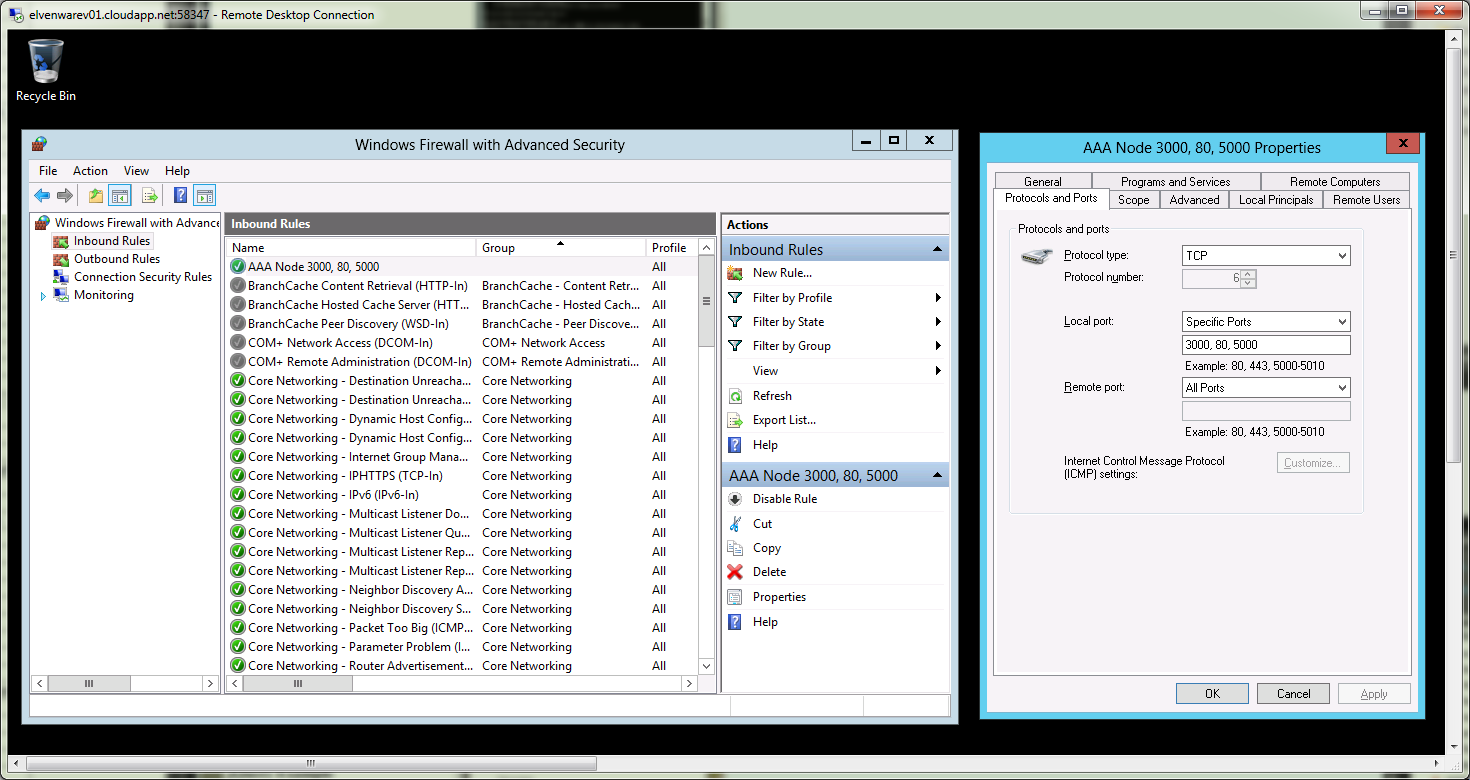 elvenwarev01.cloudapp.net:58347 - Remote Desktop Connection
Recycle Bin
Windows Firewall with Advanced Security
File Action View Help
Windows Firewall with Advance
Inbound Rules
Outbound Rules
Connection Security Rules
Monitoring
Inbound Rules
Name Group Profile
AAA Node 3000, 80, 5000 All
BranchCache Content Retrieval (HTTP-In) BranchCache - Content Retr... All
BranchCache Hosted Cache Server (HTT... BranchCache - Hosted Cach... All
BranchCache Peer Discovery (WSD-In) BranchCache - Peer Discove... All
COM+ Network Access (DCOM-In) COM+ Network Access All
COM+ Remote Administration (DCOM-In) COM+ Remote Administrati... All
Core Networking - Destination Unreacha... Core Networking All
Core Networking - Destination Unreacha... Core Networking All
Core Networking - Dynamic Host Config... Core Networking All
Core Networking - Dynamic Host Config... Core Networking All
Core Networking - Internet Group Mana... Core Networking All
Core Networking - IPHTTPS (TCP-In) Core Networking All
Core Networking - IPv6 (IPv6-In) Core Networking All
Core Networking - Multicast Listener Do... Core Networking All
Core Networking - Multicast Listener Qu... Core Networking All
Core Networking - Multicast Listener Rep... Core Networking All
Core Networking - Multicast Listener Rep... Core Networking All
Core Networking - Neighbor Discovery A... Core Networking All
Core Networking - Neighbor Discovery S... Core Networking All
Core Networking - Packet Too Big (ICMP... Core Networking All
Core Networking - Parameter Problem (I... Core Networking All
Core Networking - Router Advertisement... Core Networking All
Actions
Inbound Rules
New Rule...
Filter by Profile
Filter by State
Filter by Group
View
Refresh
Export List...
Help
AAA Node 3000, 80, 5000
Disable Rule
Cut
Copy
Delete
Properties
Help
AAA Node 3000, 80, 5000 Properties
General Programs and Services Remote Computers
Protocols and Ports Scope Advanced Local Principals Remote Users
Protocols and ports
Protocol type: TCP
Protocol number: 6
Local port: Specific Ports
3000, 80, 5000
Example: 80, 443, 5000-5010
Remote port: All Ports
Example: 80, 443, 5000-5010
Internet Control Message Protocol
(ICMP) settings:
Customize...
OK Cancel Apply